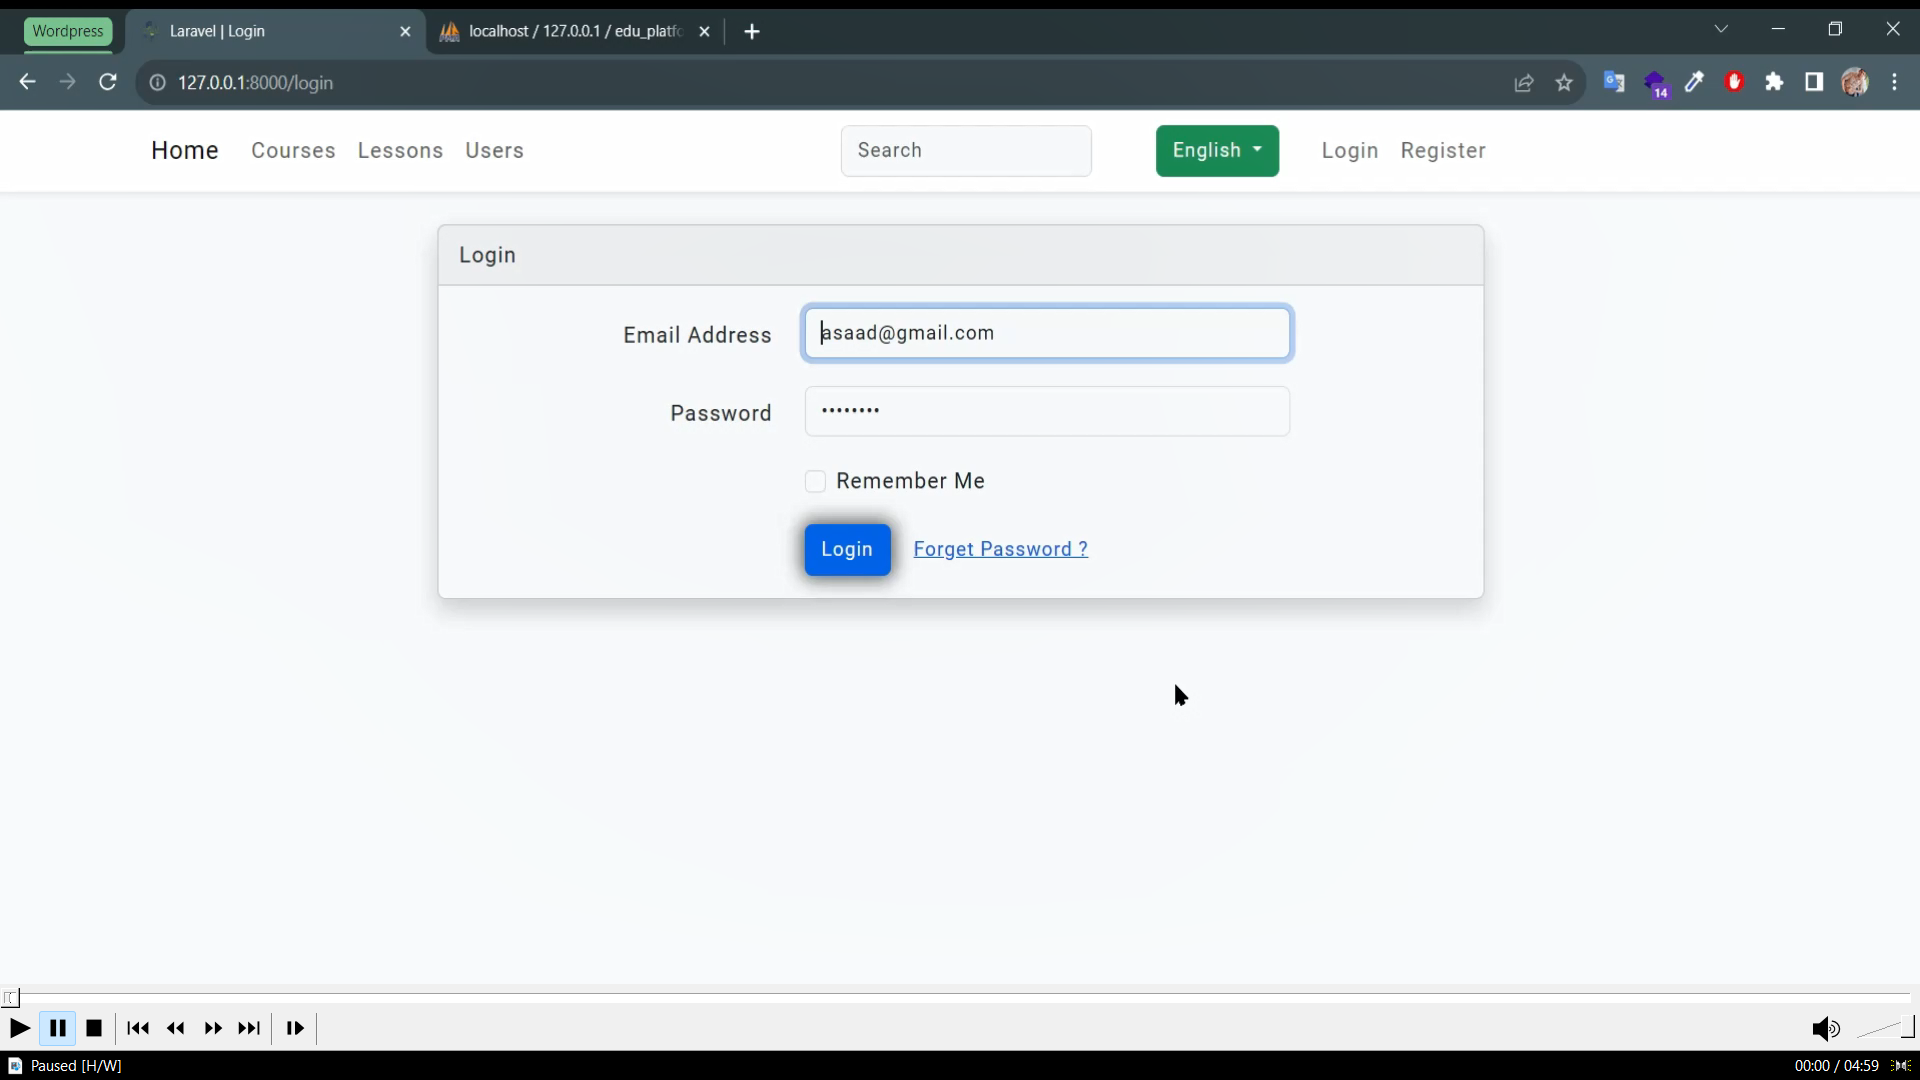 Wordpress
Laravel | Login
localhost / 127.0.0.1 / edu_platfo
127.0.0.1:8000/login
14
Home Courses Lessons Users Search English Login Register
Login
Email Address asaad@gmail.com
Password ••••••••
Remember Me
Login Forget Password ?
Paused [H/W]
00:00 / 04:59